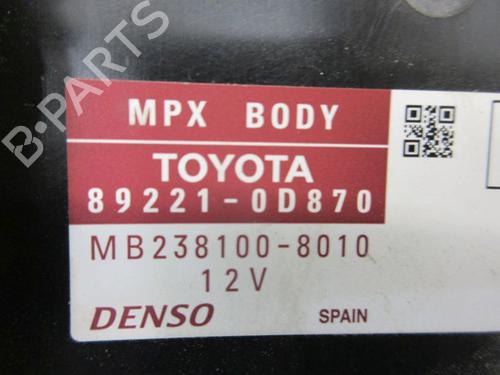 B-PARTS
MPX BODY
TOYOTA
89221-0D870
MB238100-8010
12V
DENSO
SPAIN